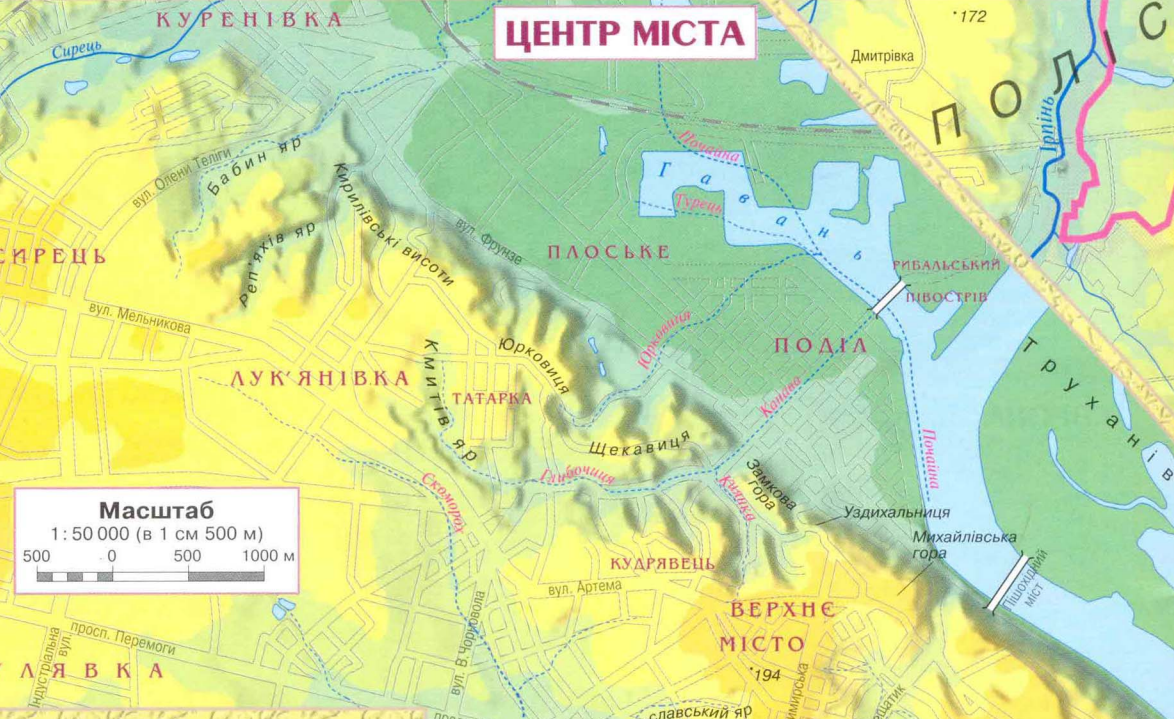 КУРЕНІВКА
ЦЕНТР МІСТА
172
Сирець
Дмитрівка
ПОЛІС
Ірпінь
Почайна
Гавань
Турець
вул. Олени Теліги
Бабин яр
Кирилівські висоти
Реп'яхів яр
вул. Фрунзе
СИРЕЦЬ
ПЛОСЬКЕ
РИБАЛЬСЬКИЙ
ПІВОСТРІВ
вул. Мельникова
Юрковиця
Юрковиця
ПОДІЛ
Труханів
ЛУК'ЯНІВКА
Кмитів яр
ТАТАРКА
Канава
Щекавиця
Почайна
Глибочиця
Скоморох
Киянка
Замкова
гора
Уздихальниця
Михайлівська
гора
Масштаб
1:50 000 (в 1 см 500 м)
500 0 500 1000 м
КУДРЯВЕЦЬ
вул. Артема
Пішохідний
міст
ВЕРХНЄ
МІСТО
194
просп. Перемоги
Індустріальна
вул.
вул. В.Чорновола
ЛЯВКА
славський яр